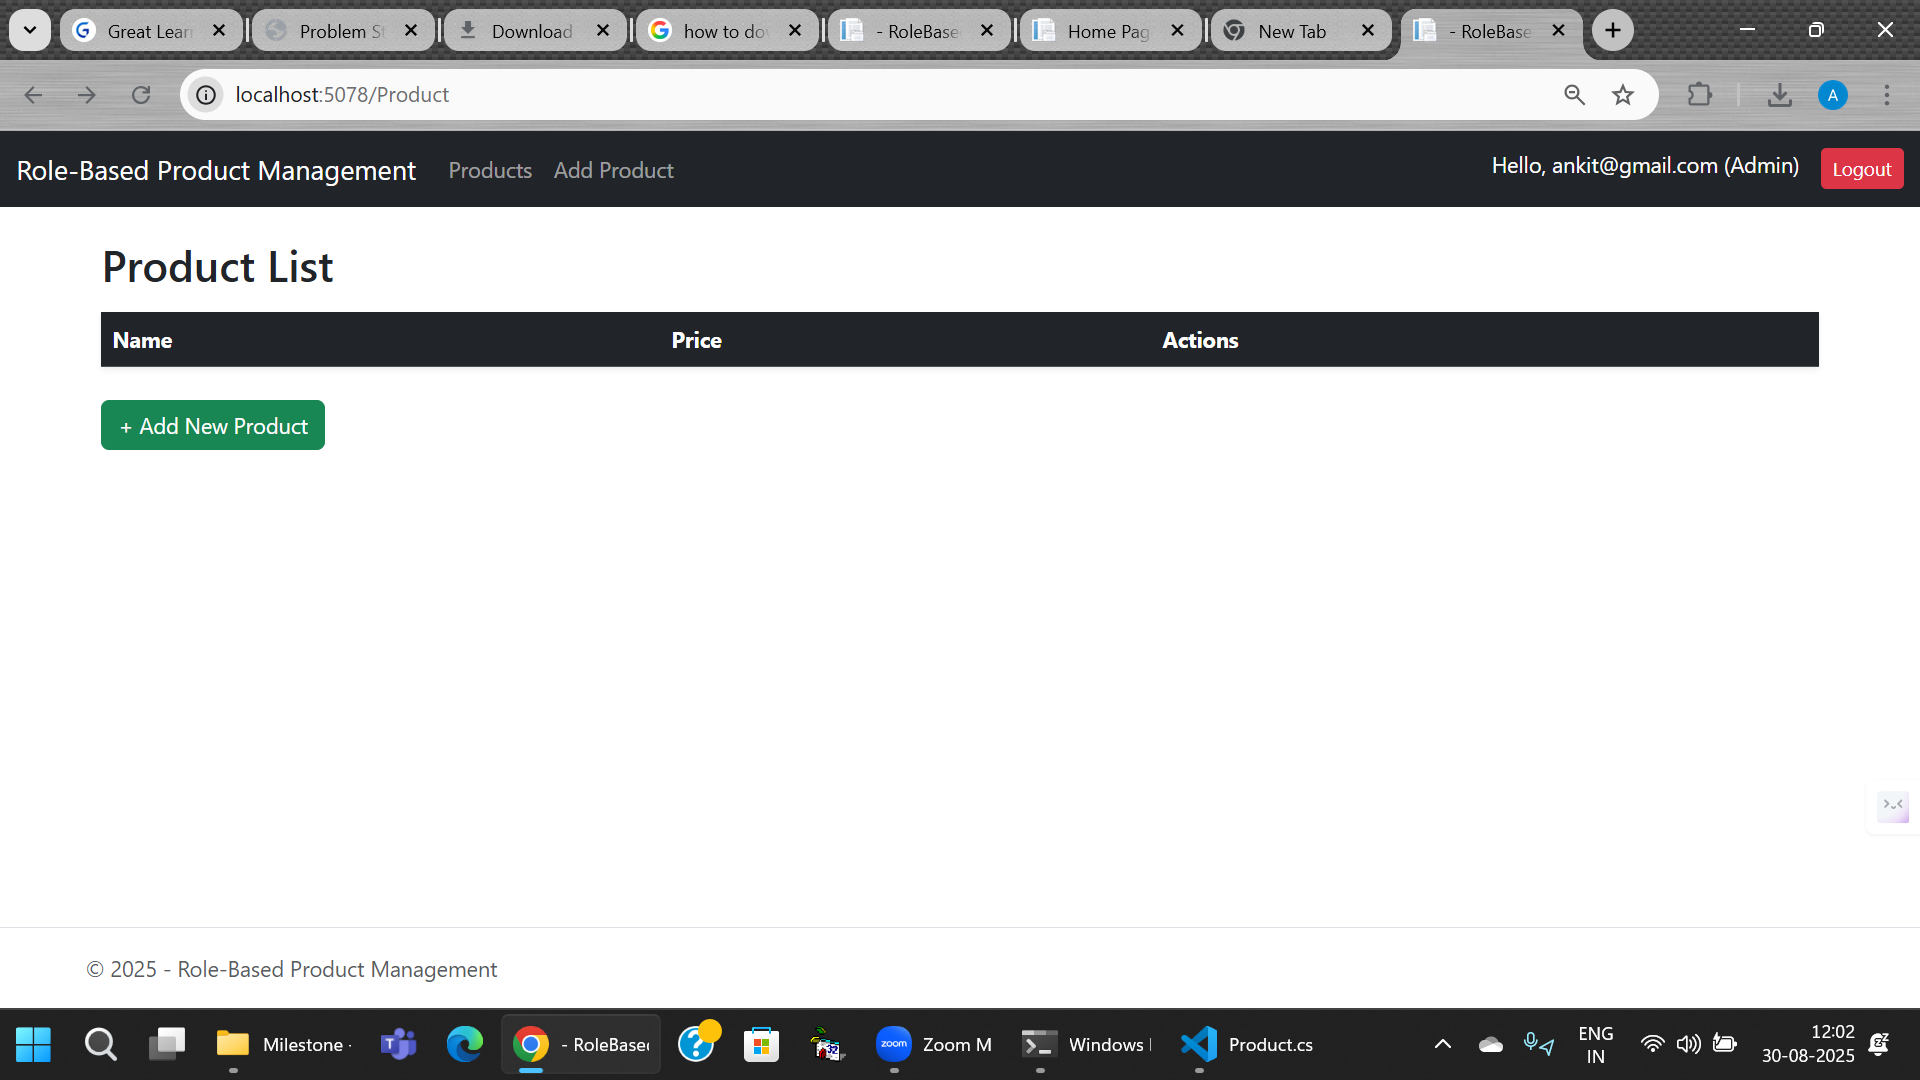 Great Lear
Problem St
Download
how to do
- RoleBase
Home Pag
New Tab
- RoleBase
localhost:5078/Product
A
Role-Based Product Management
Products
Add Product
Hello, ankit@gmail.com (Admin)
Logout
Product List
Name Price Actions
+ Add New Product
© 2025 - Role-Based Product Management
Milestone
- RoleBased
zoom
Zoom M
Windows
Product.cs
ENG
IN
12:02
30-08-2025